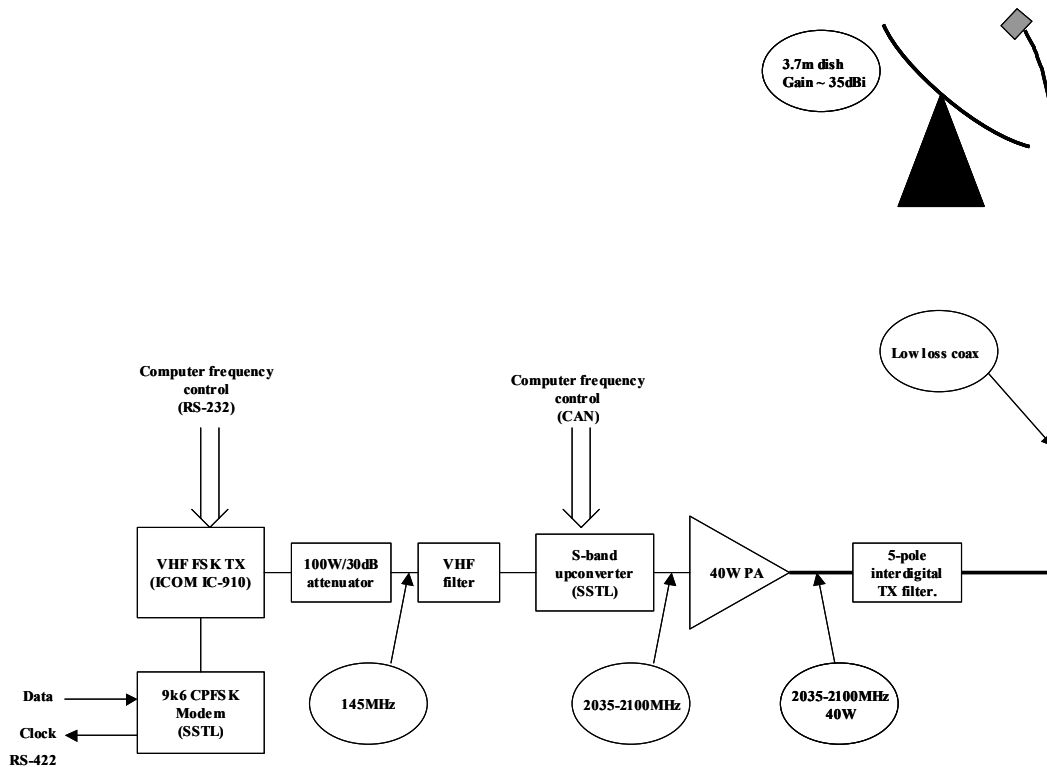 3.7m dish
Gain ~ 35dBi
Low loss coax
Computer frequency
control
(RS-232)
Computer frequency
control
(CAN)
VHF FSK TX
(ICOM IC-910)
100W/30dB
attenuator
VHF
filter
S-band
upconverter
(SSTL)
40W PA
5-pole
interdigital
TX filter.
Data
Clock
RS-422
9k6 CPFSK
Modem
(SSTL)
145MHz
2035-2100MHz
2035-2100MHz
40W